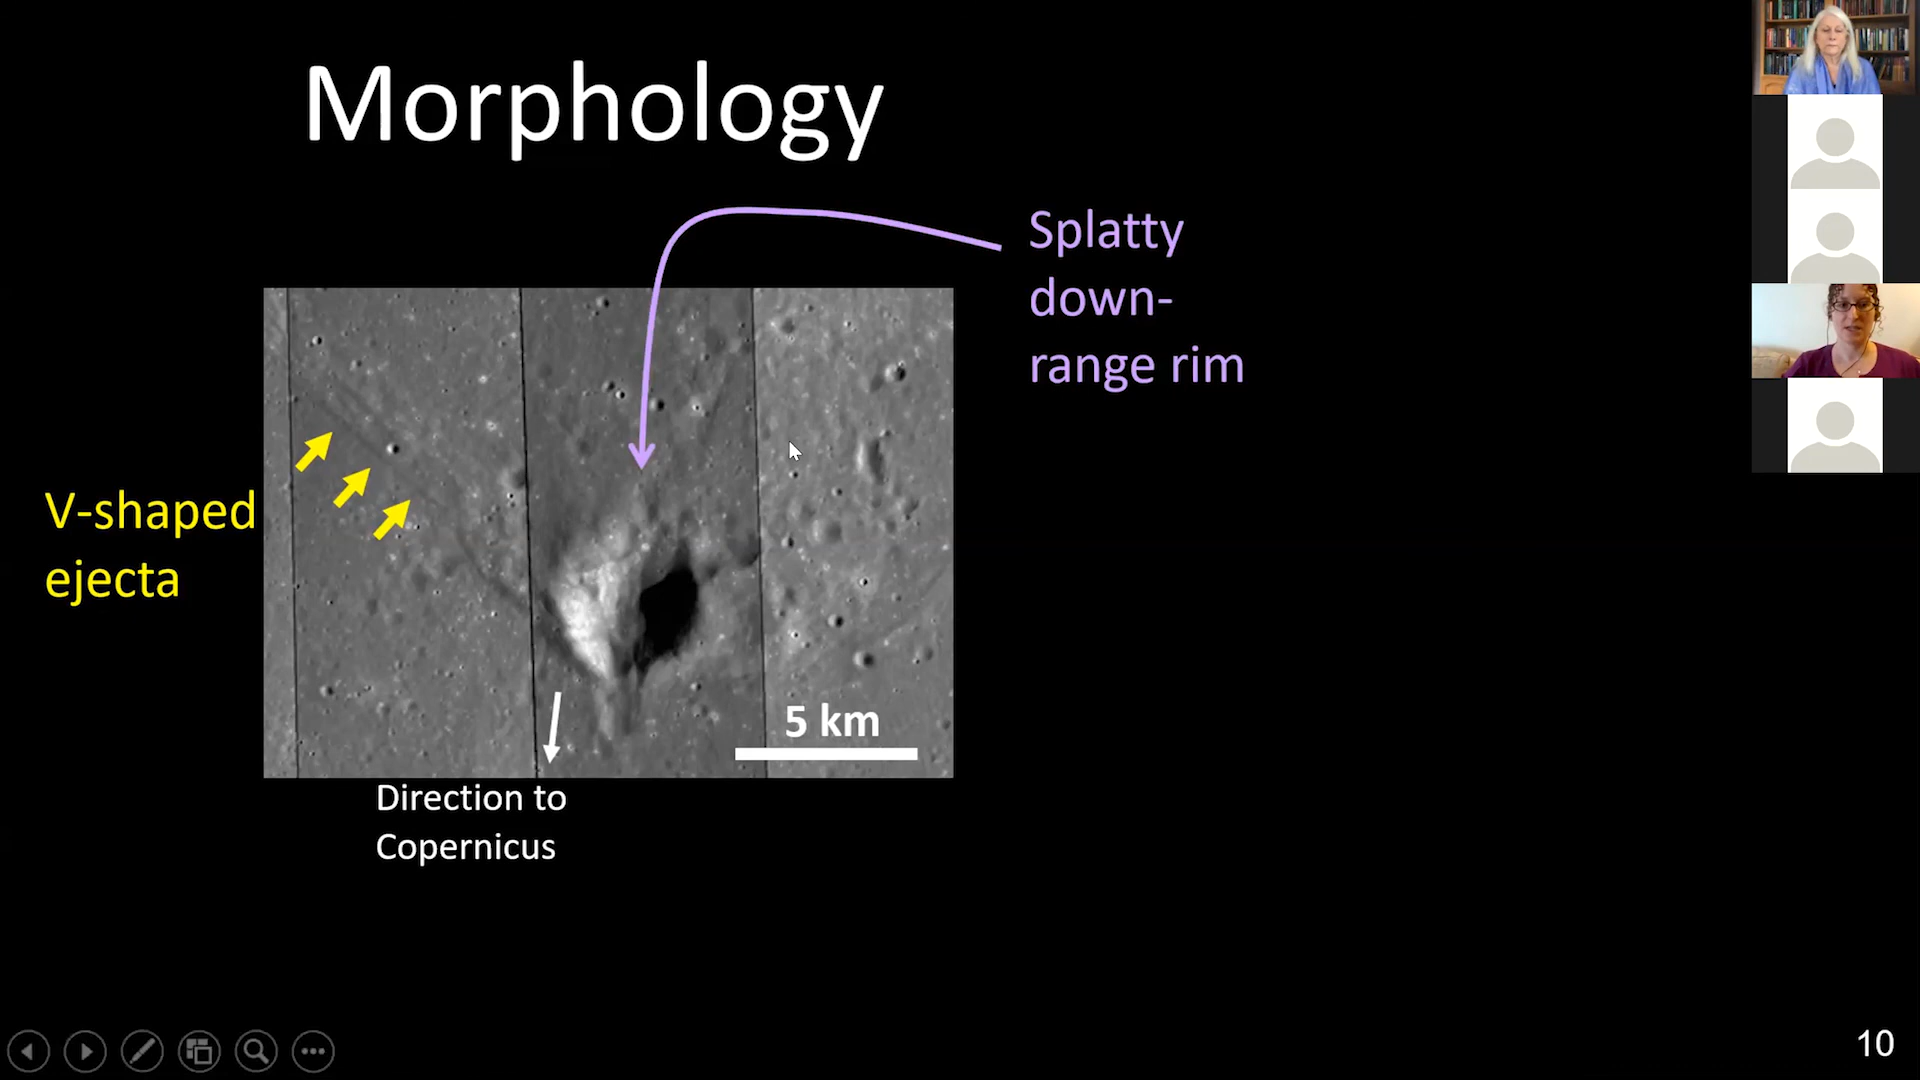 Morphology
Splatty
down-
range rim
V-shaped
ejecta
5 km
Direction to
Copernicus
10